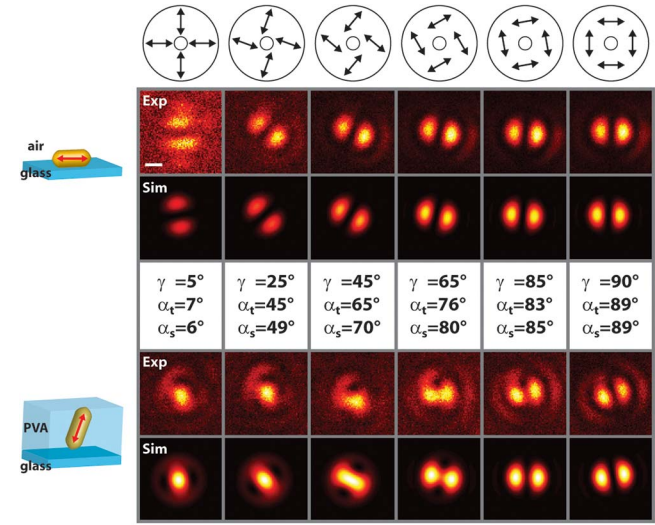 Exp
air
glass
Sim
γ =5° γ =25° γ =45° γ =65° γ =85° γ =90°
αt=7° αt=45° αt=65° αt=76° αt=83° αt=89°
αs=6° αs=49° αs=70° αs=80° αs=85° αs=89°
Exp
PVA
Sim
glass